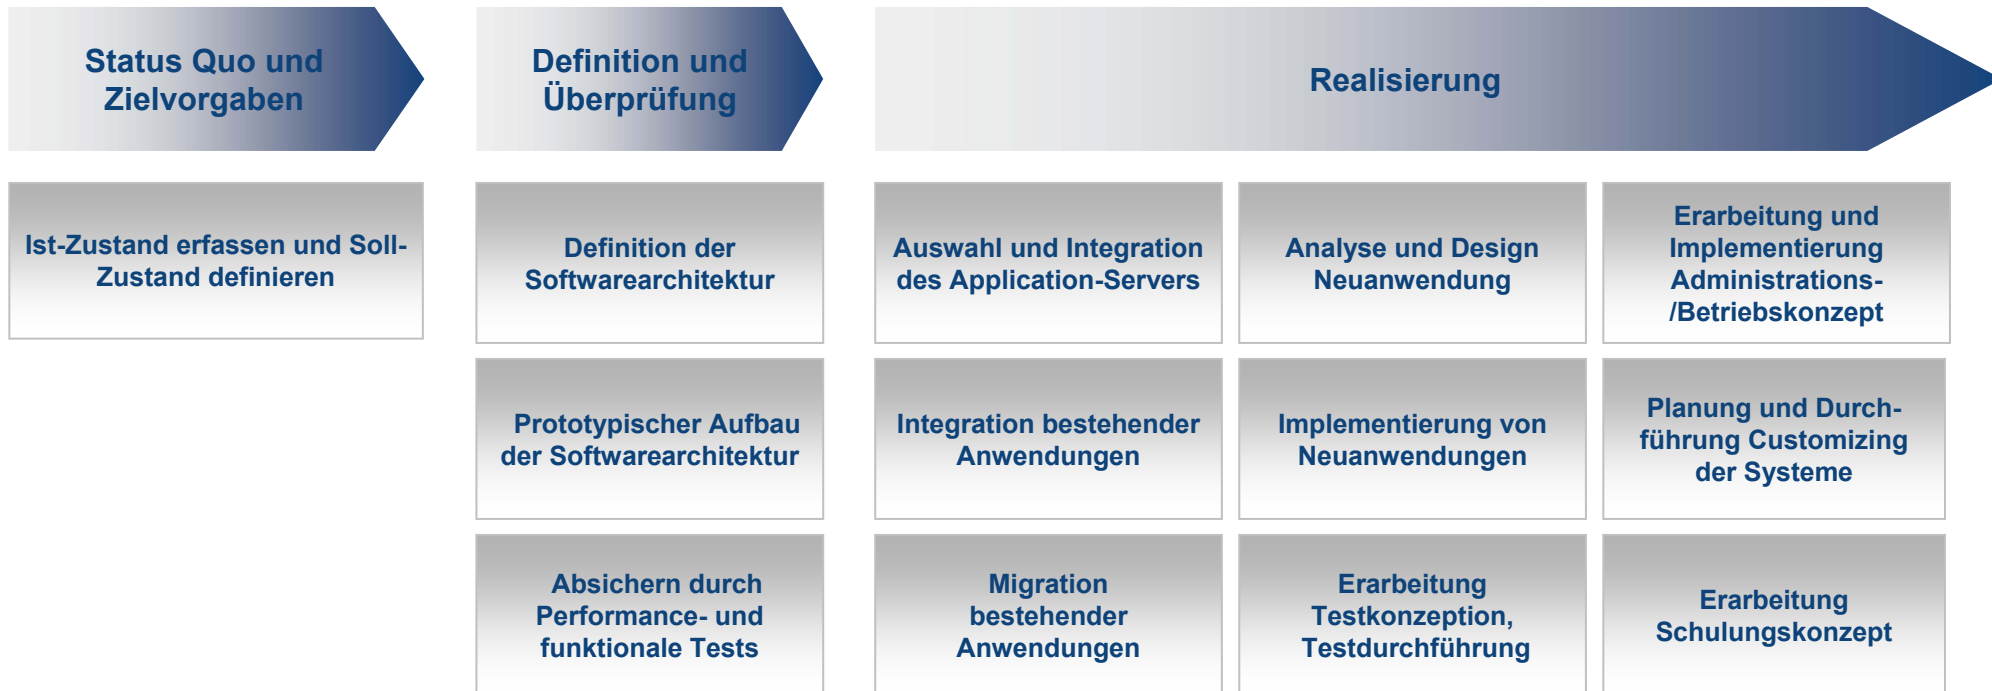 Status Quo und
Zielvorgaben
Definition und
Überprüfung
Realisierung
Ist-Zustand erfassen und Soll-
Zustand definieren
Definition der
Softwarearchitektur
Auswahl und Integration
des Application-Servers
Analyse und Design
Neuanwendung
Erarbeitung und
Implementierung
Administrations-
/Betriebskonzept
Prototypischer Aufbau
der Softwarearchitektur
Integration bestehender
Anwendungen
Implementierung von
Neuanwendungen
Planung und Durch-
führung Customizing
der Systeme
Absichern durch
Performance- und
funktionale Tests
Migration
bestehender
Anwendungen
Erarbeitung
Testkonzeption,
Testdurchführung
Erarbeitung
Schulungskonzept